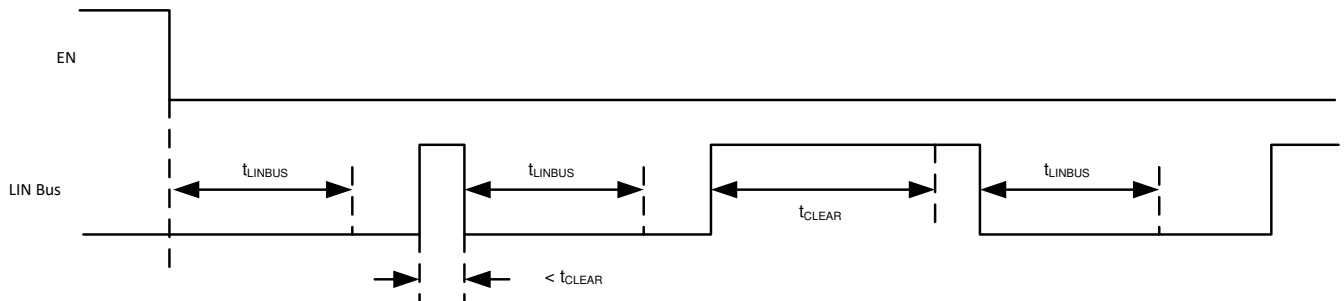 EN
LIN Bus
tLINBUS
tLINBUS
tCLEAR
tLINBUS
< tCLEAR